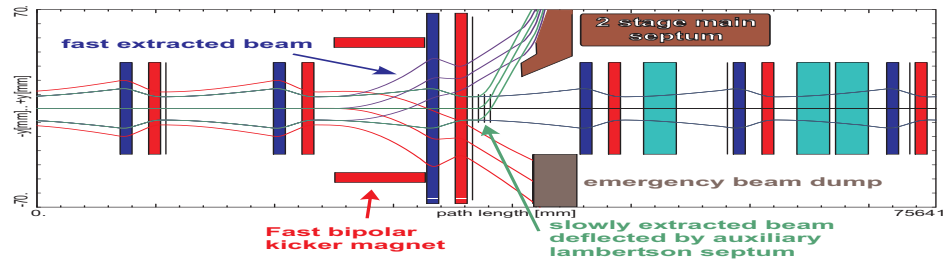 70.
fast extracted beam
2 stage main
septum
-y[mm]..+y[mm]
emergency beam dump
-70.
0.
path length [mm]
75641
Fast bipolar
kicker magnet
slowly extracted beam
deflected by auxiliary
lambertson septum